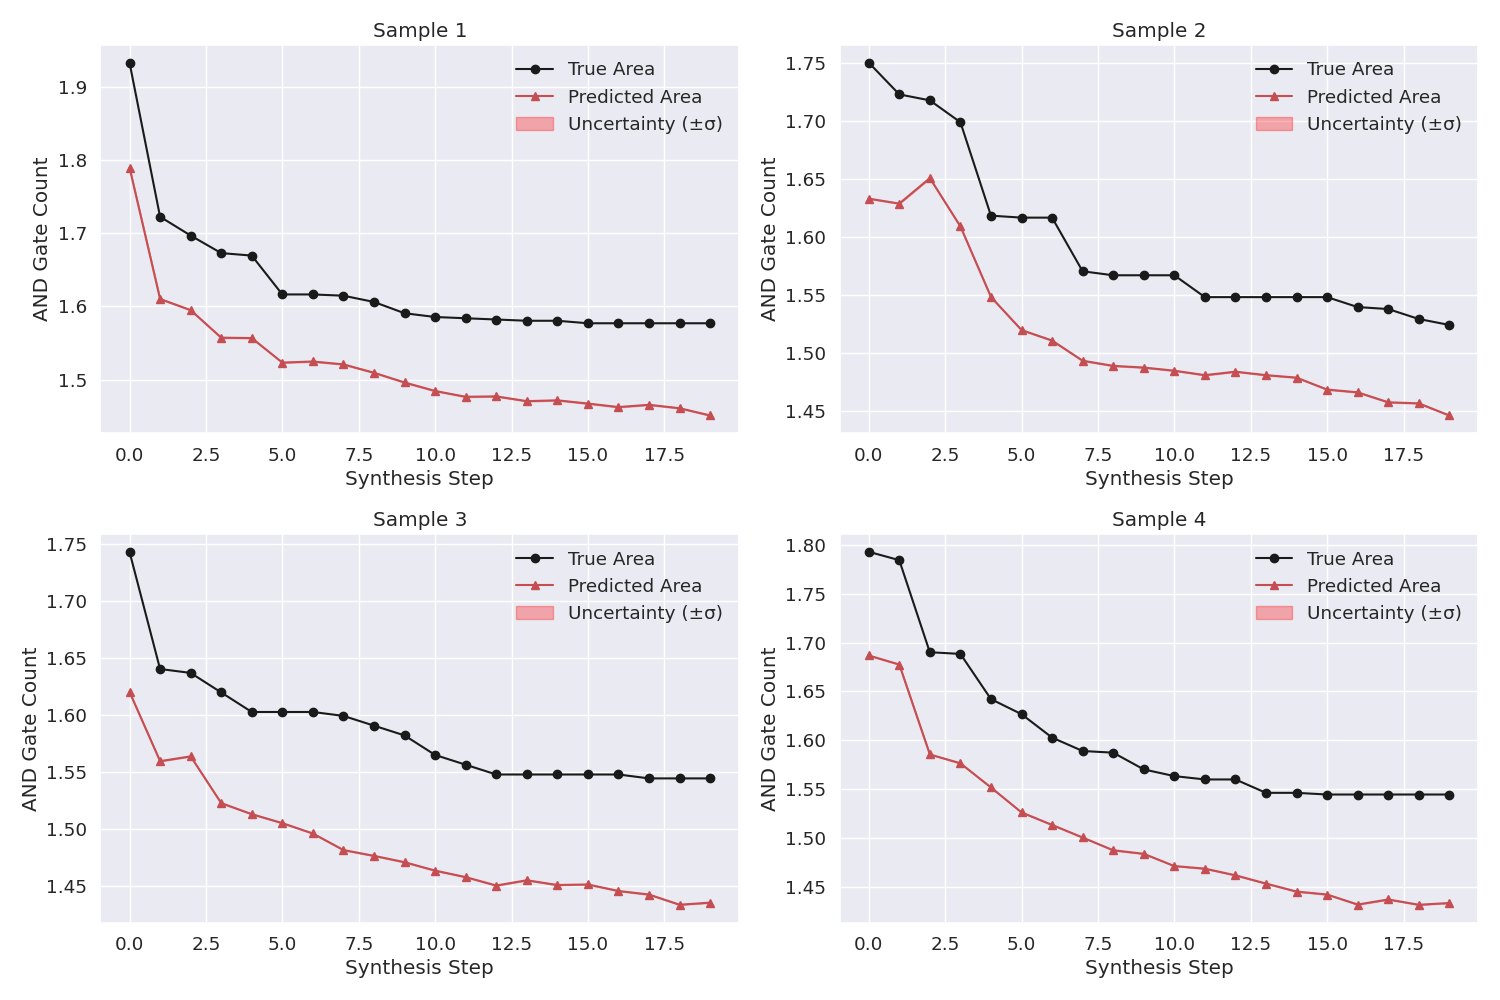 Sample 1
True Area
Predicted Area
Uncertainty (±σ)
AND Gate Count
1.9
1.8
1.7
1.6
1.5
0.0 2.5 5.0 7.5 10.0 12.5 15.0 17.5
Synthesis Step
Sample 2
True Area
Predicted Area
Uncertainty (±σ)
AND Gate Count
1.75
1.70
1.65
1.60
1.55
1.50
1.45
0.0 2.5 5.0 7.5 10.0 12.5 15.0 17.5
Synthesis Step
Sample 3
True Area
Predicted Area
Uncertainty (±σ)
AND Gate Count
1.75
1.70
1.65
1.60
1.55
1.50
1.45
0.0 2.5 5.0 7.5 10.0 12.5 15.0 17.5
Synthesis Step
Sample 4
True Area
Predicted Area
Uncertainty (±σ)
AND Gate Count
1.80
1.75
1.70
1.65
1.60
1.55
1.50
1.45
0.0 2.5 5.0 7.5 10.0 12.5 15.0 17.5
Synthesis Step